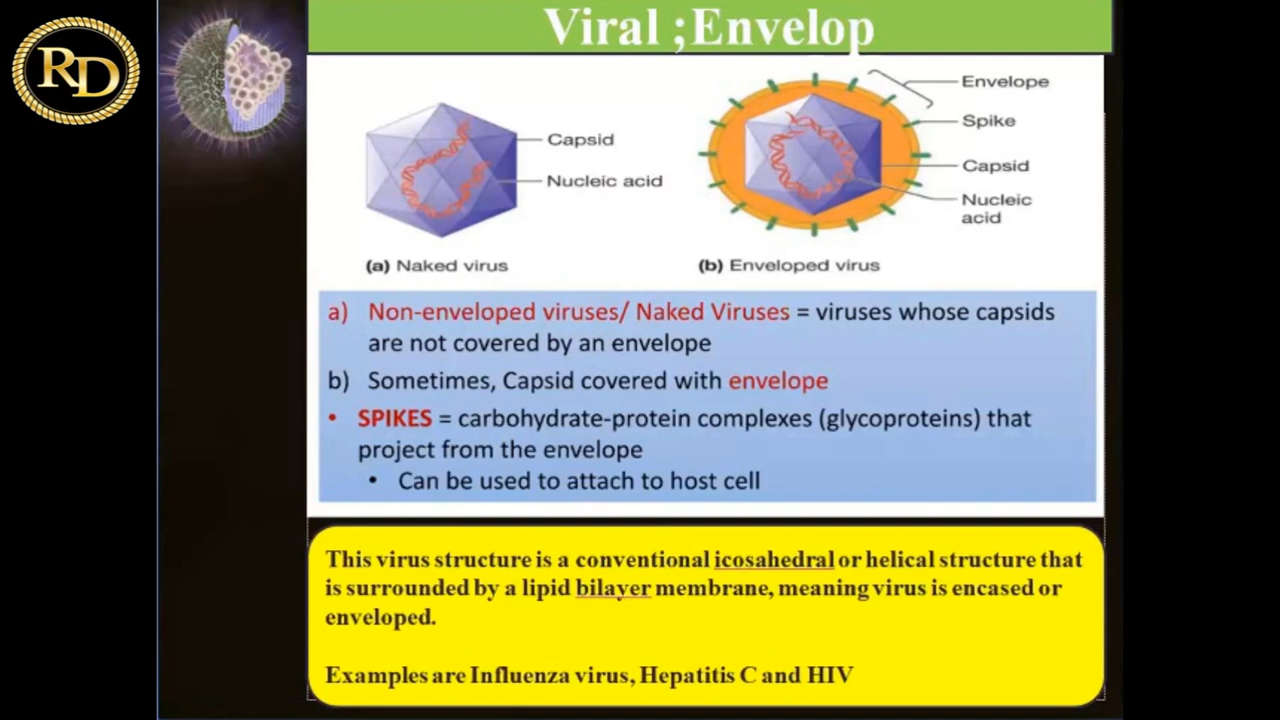 RD
Viral ;Envelop
Capsid
Nucleic acid
(a) Naked virus
Envelope
Spike
Capsid
Nucleic
acid
(b) Enveloped virus
a) Non-enveloped viruses/ Naked Viruses = viruses whose capsids
are not covered by an envelope
b) Sometimes, Capsid covered with envelope
• SPIKES = carbohydrate-protein complexes (glycoproteins) that
project from the envelope
• Can be used to attach to host cell
This virus structure is a conventional icosahedral or helical structure that
is surrounded by a lipid bilayer membrane, meaning virus is encased or
enveloped.
Examples are Influenza virus, Hepatitis C and HIV